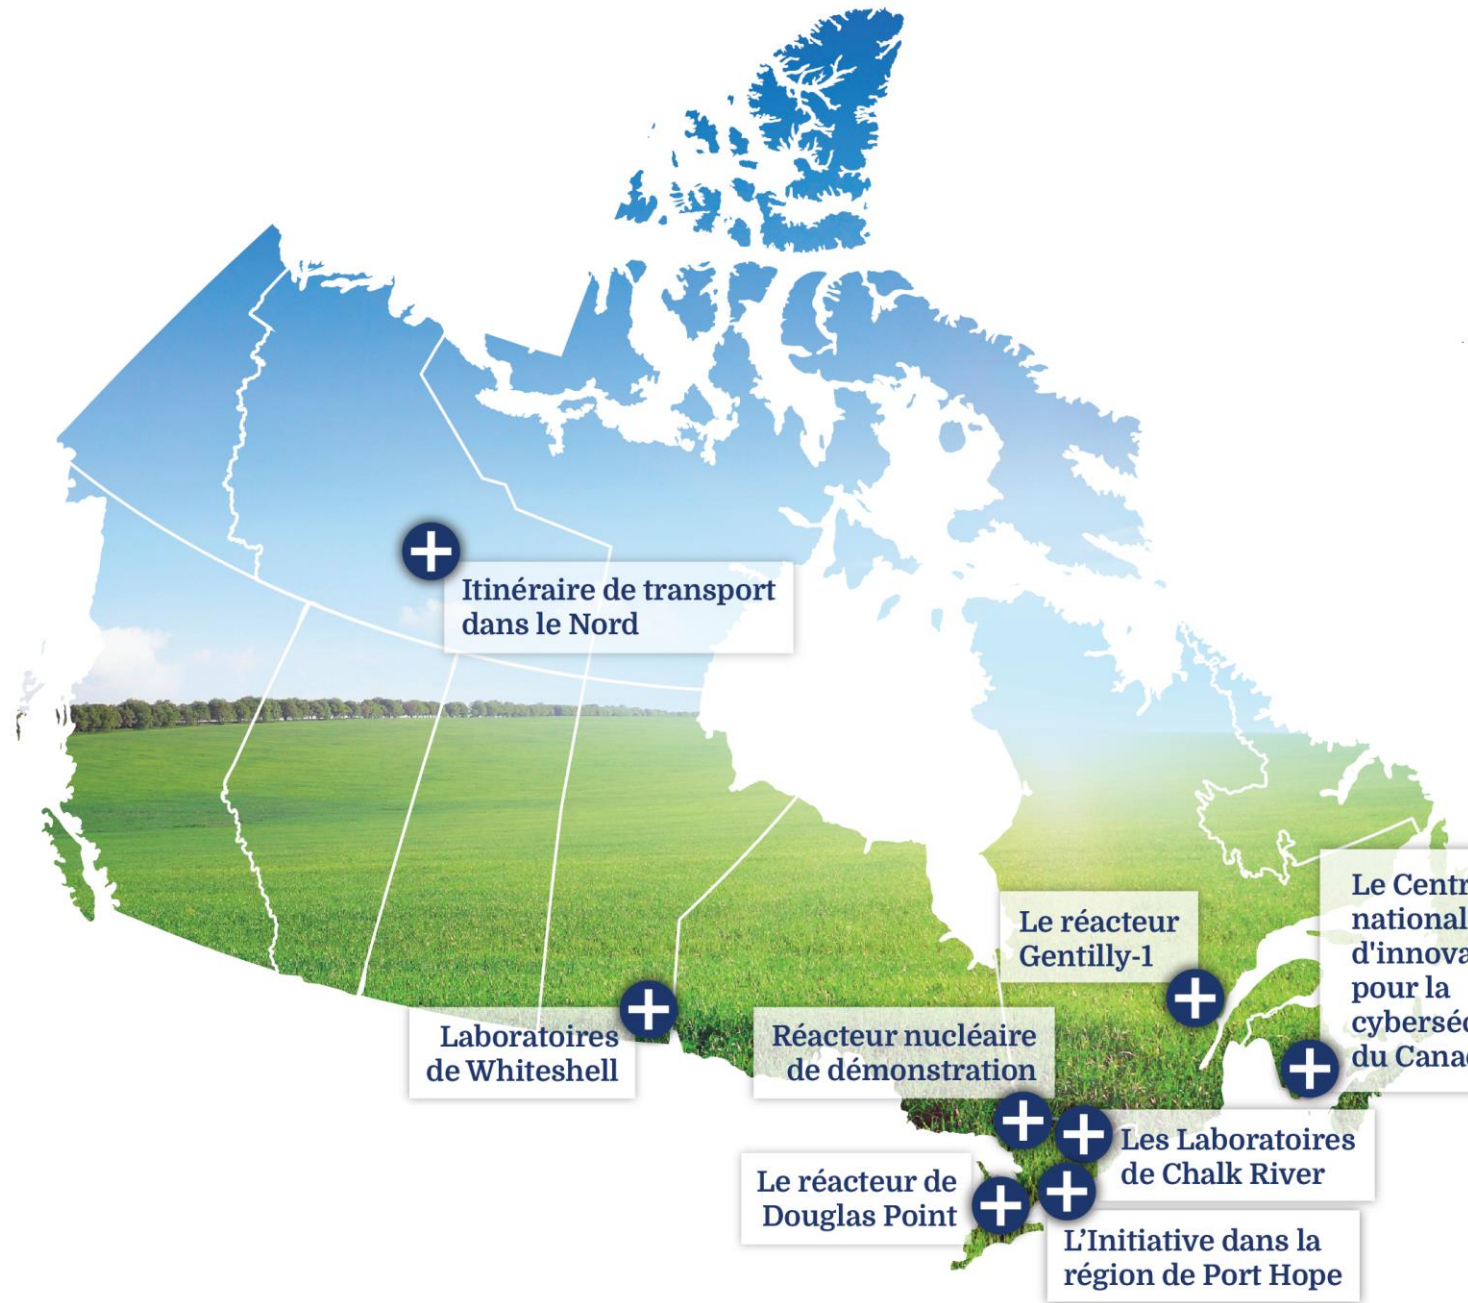 Itinéraire de transport
dans le Nord
Le réacteur
Gentilly-1
national
pour la
Laboratoires
de Whiteshell
Réacteur nucléaire
de démonstration
Les Laboratoires
de Chalk River
Le réacteur de
Douglas Point
L'Initiative dans la
région de Port Hope